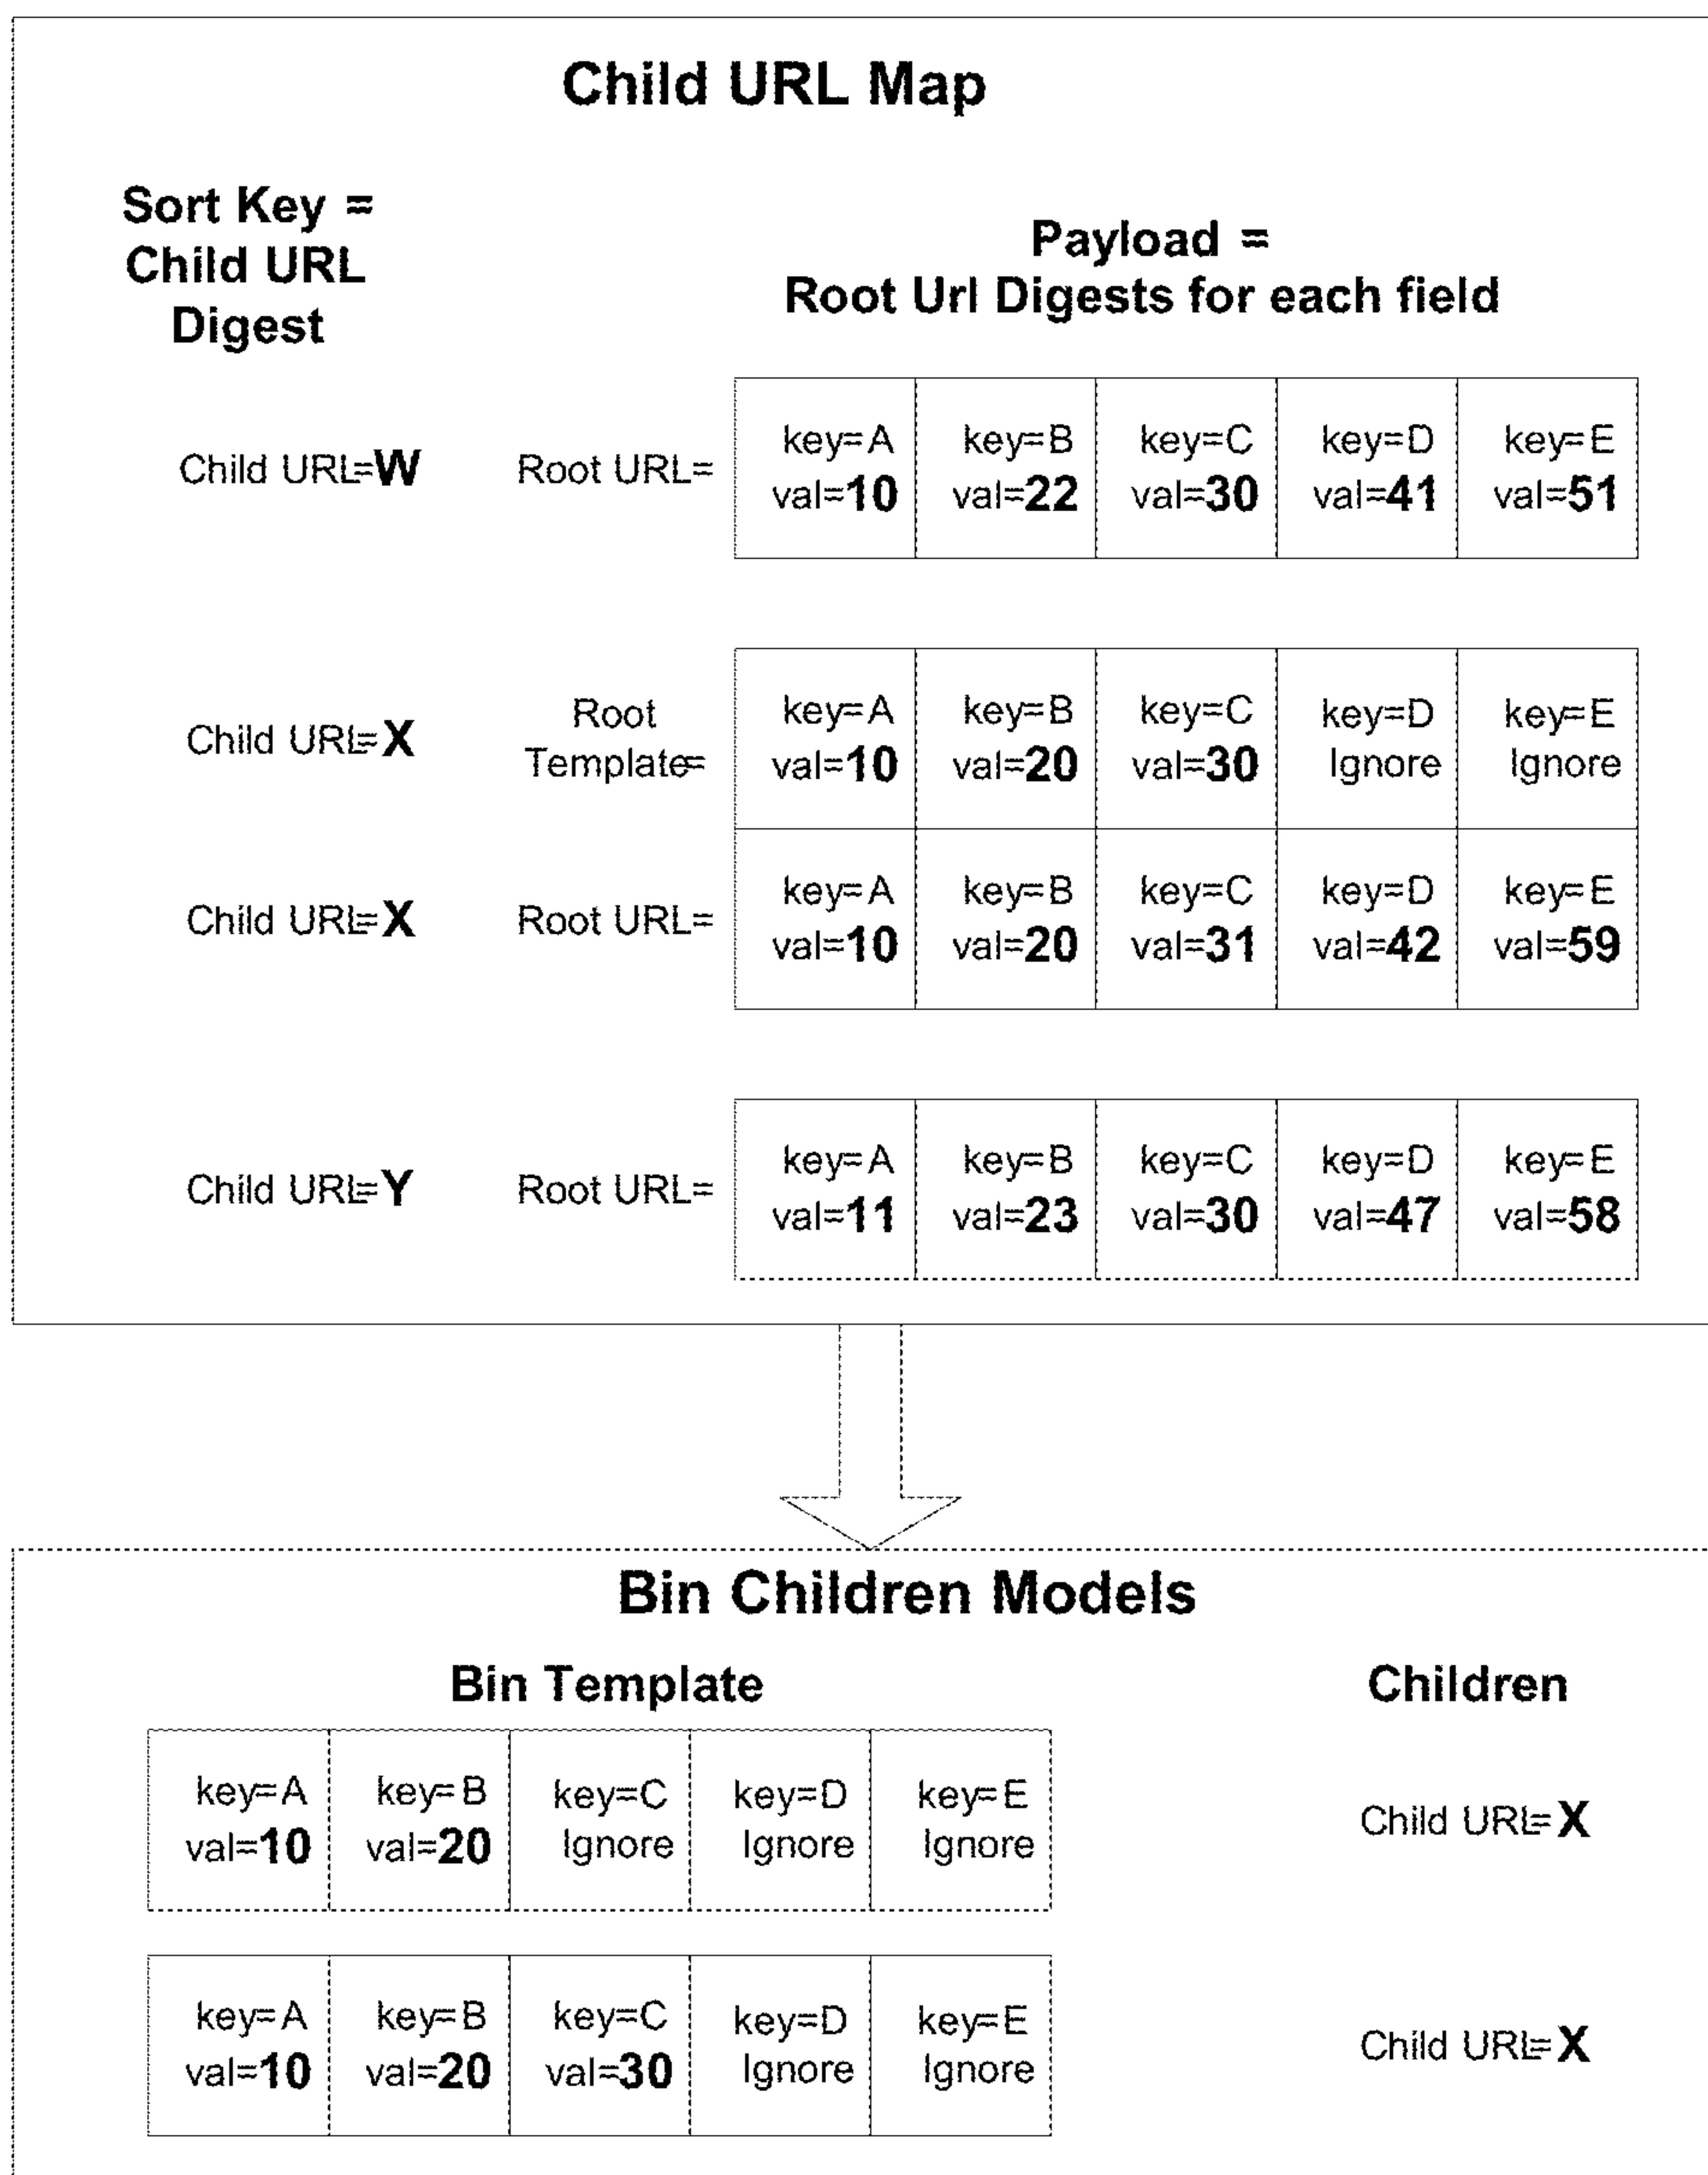 Child URL Map
Sort Key =
Child URL
Digest
Payload =
Root Url Digests for each field
Child URL=W Root URL= key=A key=B key=C key=D key=E
val=10 val=22 val=30 val=41 val=51
Child URL=X Root Template= key=A key=B key=C key=D key=E
val=10 val=20 val=30 Ignore Ignore
Child URL=X Root URL= key=A key=B key=C key=D key=E
val=10 val=20 val=31 val=42 val=59
Child URL=Y Root URL= key=A key=B key=C key=D key=E
val=11 val=23 val=30 val=47 val=58
Bin Children Models
Bin Template Children
key=A key=B key=C key=D key=E
val=10 val=20 Ignore Ignore Ignore
Child URL=X
key=A key=B key=C key=D key=E
val=10 val=20 val=30 Ignore Ignore
Child URL=X